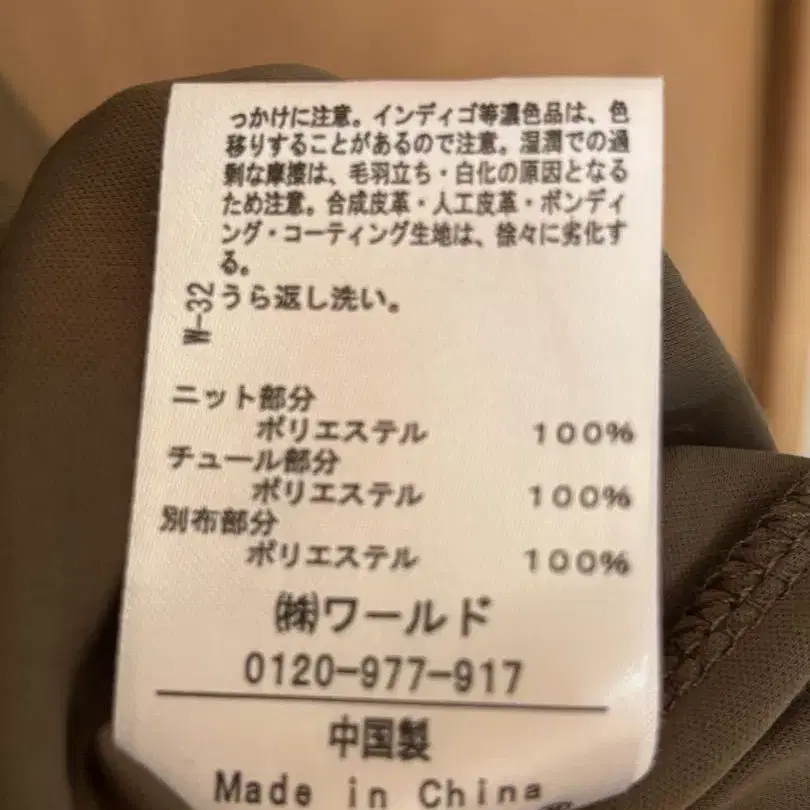 っかけに注意。インディゴ等濃色品は、色
移りすることがあるので注意。湿潤での過
剰な摩擦は、毛羽立ち・白化の原因となる
ため注意。合成皮革・人工皮革・ボンディ
ング・コーティング生地は、徐々に劣化す
る。
うら返し洗い。
W-32
ニット部分
ポリエステル 100%
チュール部分
ポリエステル 100%
別布部分
ポリエステル 100%
㈱ワールド
0120-977-917
中国製
Made in China